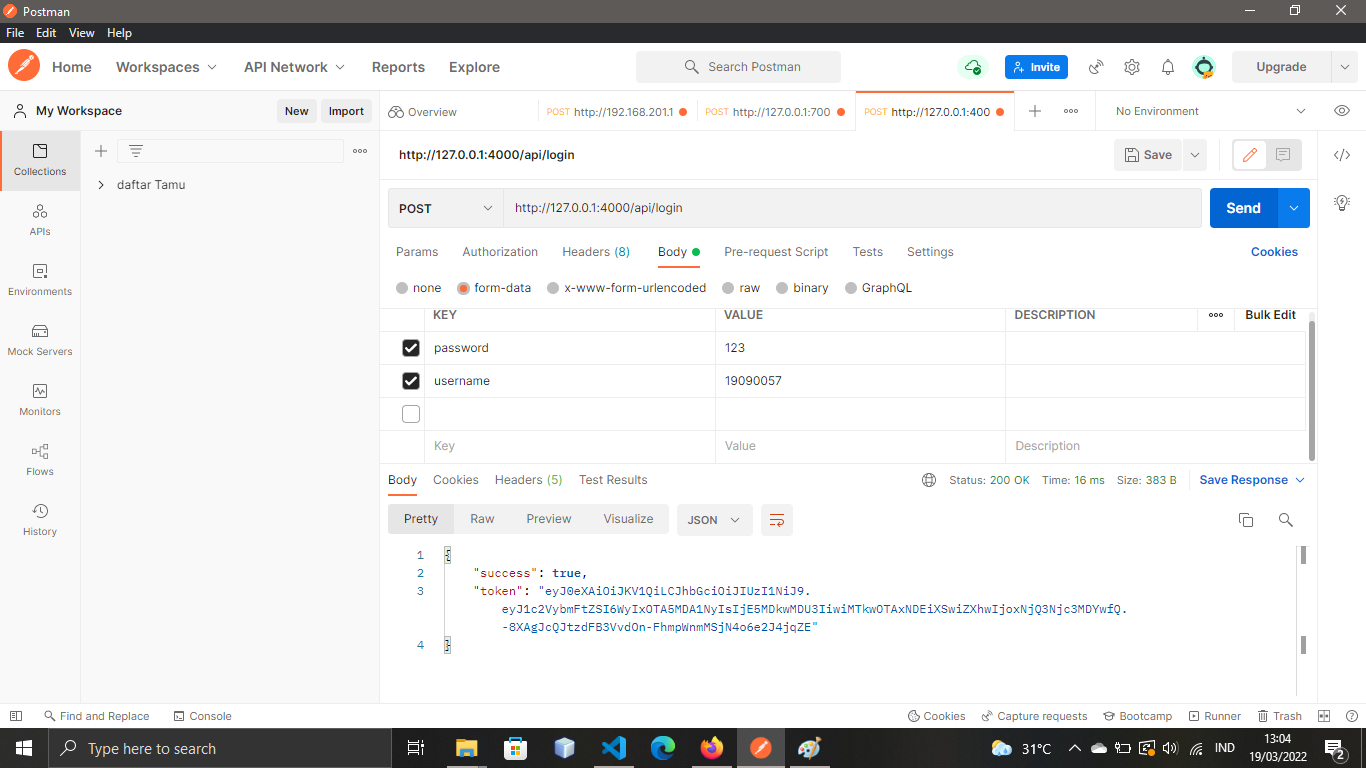 Postman
File Edit View Help
Home Workspaces API Network Reports Explore Search Postman Invite Upgrade
My Workspace New Import Overview POST http://192.168.201.1 POST http://127.0.0.1:700 POST http://127.0.0.1:400 No Environment
Collections
APIs
Environments
Mock Servers
Monitors
Flows
History
daftar Tamu
http://127.0.0.1:4000/api/login Save
POST http://127.0.0.1:4000/api/login Send
Params Authorization Headers (8) Body Pre-request Script Tests Settings Cookies
none form-data x-www-form-urlencoded raw binary GraphQL
KEY VALUE DESCRIPTION Bulk Edit
password 123
username 19090057
Key Value Description
Body Cookies Headers (5) Test Results Status: 200 OK Time: 16 ms Size: 383 B Save Response
Pretty Raw Preview Visualize JSON
1 {
2 "success": true,
3 "token": "eyJ0eXAiOiJKV1QiLCJhbGciOiJIUzI1NiJ9.
eyJ1c2VybmFtZSI6WyIxOTA5MDA1NyIsIjE5MDkwMDU3IiwiMTkwOTAxNDEiXSwiZXhwIjoxNjQ3Njc3MDYwfQ.
-8XAgJcQJtzdFB3VvdOn-FhmpWnmMSjN4o6e2J4jqZE"
4 }
Find and Replace Console Cookies Capture requests Bootcamp Runner Trash
Type here to search 31°C IND 13:04
19/03/2022 2